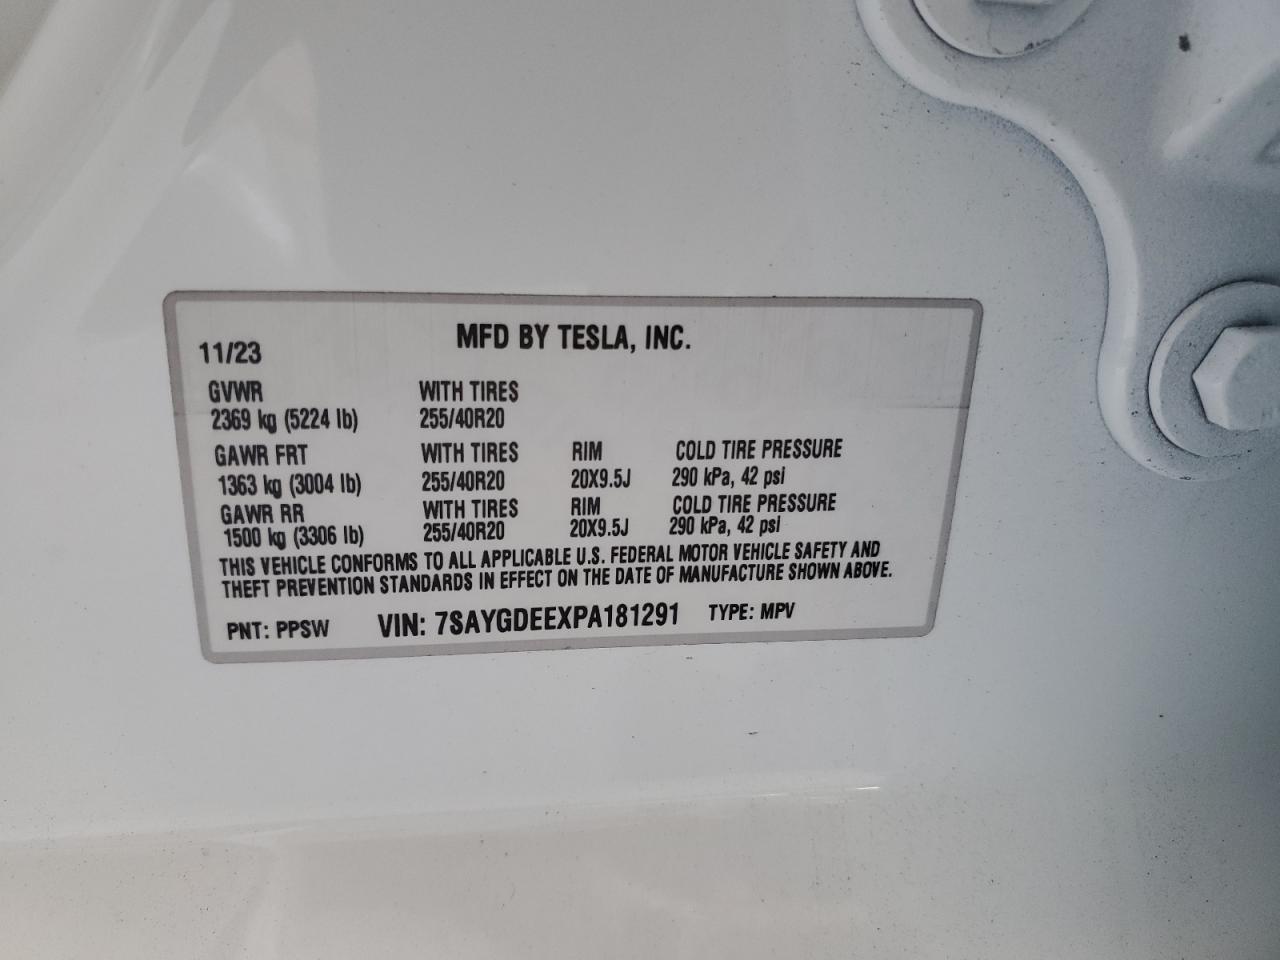 MFD BY TESLA, INC.
11/23
GVWR WITH TIRES
2369 kg (5224 lb) 255/40R20
GAWR FRT WITH TIRES RIM COLD TIRE PRESSURE
1363 kg (3004 lb) 255/40R20 20X9.5J 290 kPa, 42 psi
GAWR RR WITH TIRES RIM COLD TIRE PRESSURE
1500 kg (3306 lb) 255/40R20 20X9.5J 290 kPa, 42 psi
THIS VEHICLE CONFORMS TO ALL APPLICABLE U.S. FEDERAL MOTOR VEHICLE SAFETY AND
THEFT PREVENTION STANDARDS IN EFFECT ON THE DATE OF MANUFACTURE SHOWN ABOVE.
PNT: PPSW VIN: 7SAYGDEEXPA181291 TYPE: MPV